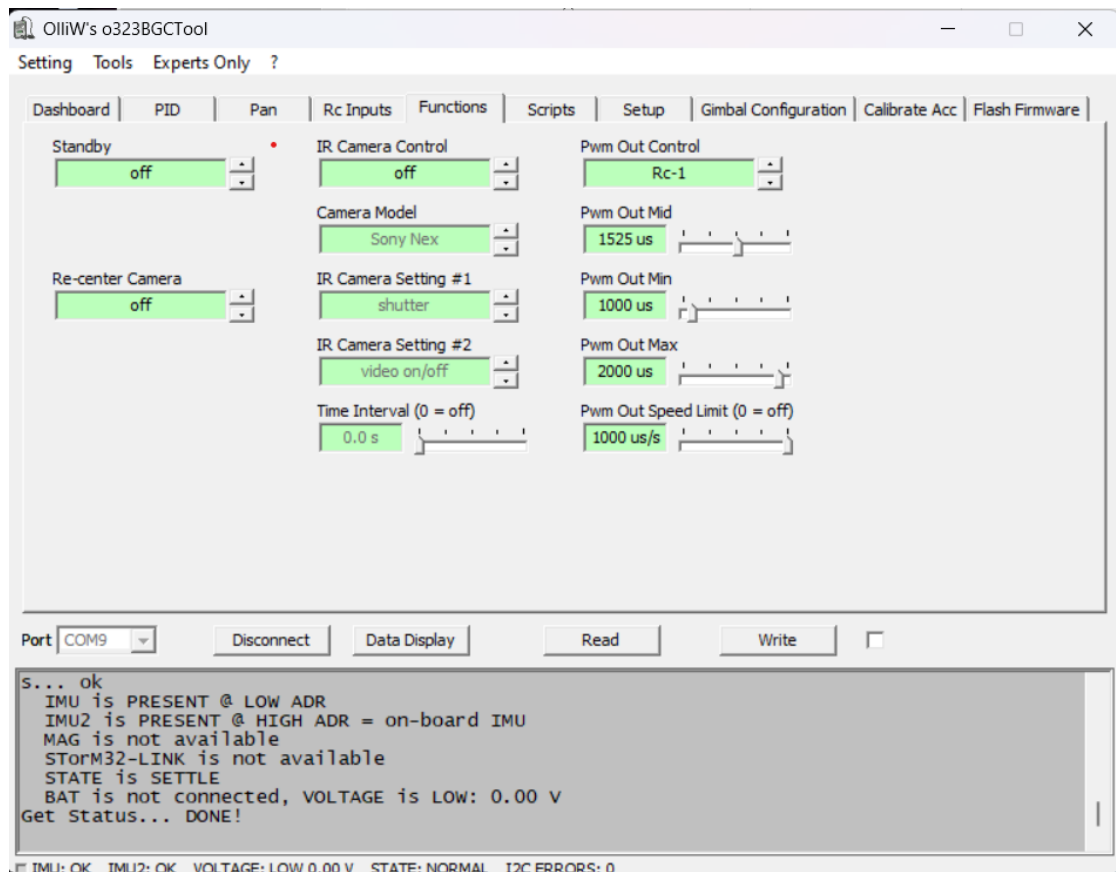 OlliW's o323BGCTool
Setting Tools Experts Only ?
Dashboard PID Pan Rc Inputs Functions Scripts Setup Gimbal Configuration Calibrate Acc Flash Firmware
Standby IR Camera Control Pwm Out Control
off off Rc-1
Camera Model Pwm Out Mid
Sony Nex 1525 us
Re-center Camera IR Camera Setting #1 Pwm Out Min
off shutter 1000 us
IR Camera Setting #2 Pwm Out Max
video on/off 2000 us
Time Interval (0 = off) Pwm Out Speed Limit (0 = off)
0.0 s 1000 us/s
Port COM9 Disconnect Data Display Read Write
s... ok
IMU is PRESENT @ LOW ADR
IMU2 is PRESENT @ HIGH ADR = on-board IMU
MAG is not available
STorM32-LINK is not available
STATE is SETTLE
BAT is not connected, VOLTAGE is LOW: 0.00 V
Get Status... DONE!
IMU: OK IMU2: OK VOLTAGE: LOW 0.00 V STATE: NORMAL I2C ERRORS: 0